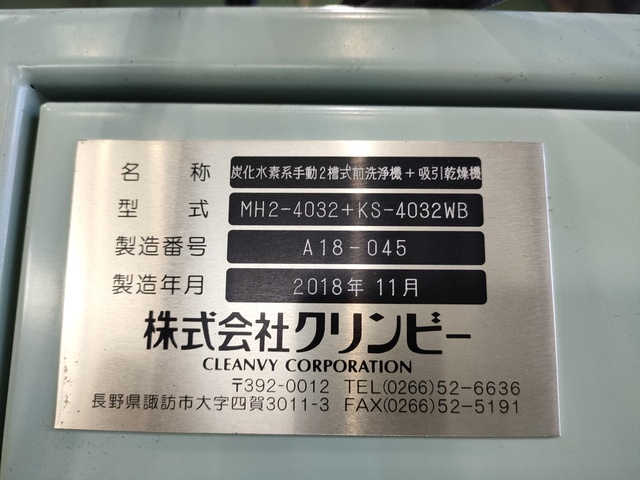 名称 炭化水素系手動2槽式前洗浄機+吸引乾燥機
型式 MH2-4032+KS-4032WB
製造番号 A18-045
製造年月 2018年 11月
株式会社クリンビー
CLEANVY CORPORATION
〒392-0012 TEL(0266)52-6636
長野県諏訪市大字四賀3011-3 FAX(0266)52-5191